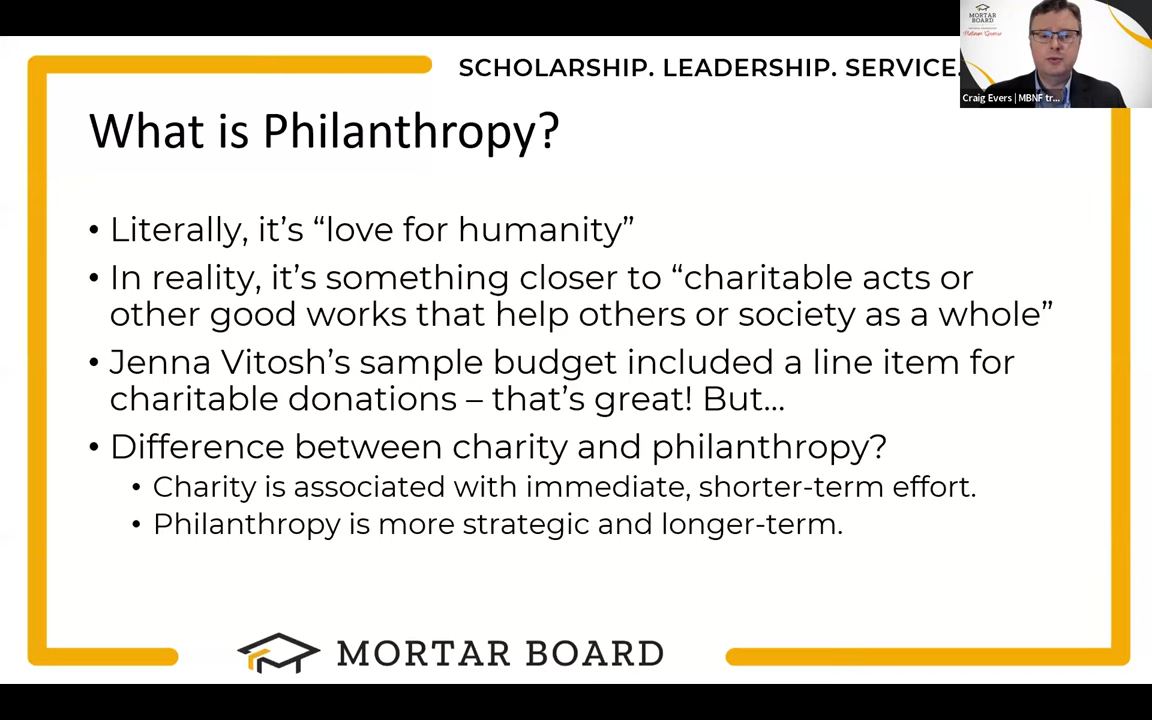 SCHOLARSHIP. LEADERSHIP. SERVICE.
MORTAR
BOARD
Craig Evers | MBNF tr...
What is Philanthropy?
• Literally, it’s “love for humanity”
• In reality, it’s something closer to “charitable acts or
other good works that help others or society as a whole”
• Jenna Vitosh’s sample budget included a line item for
charitable donations – that’s great! But...
• Difference between charity and philanthropy?
• Charity is associated with immediate, shorter-term effort.
• Philanthropy is more strategic and longer-term.
MORTAR BOARD